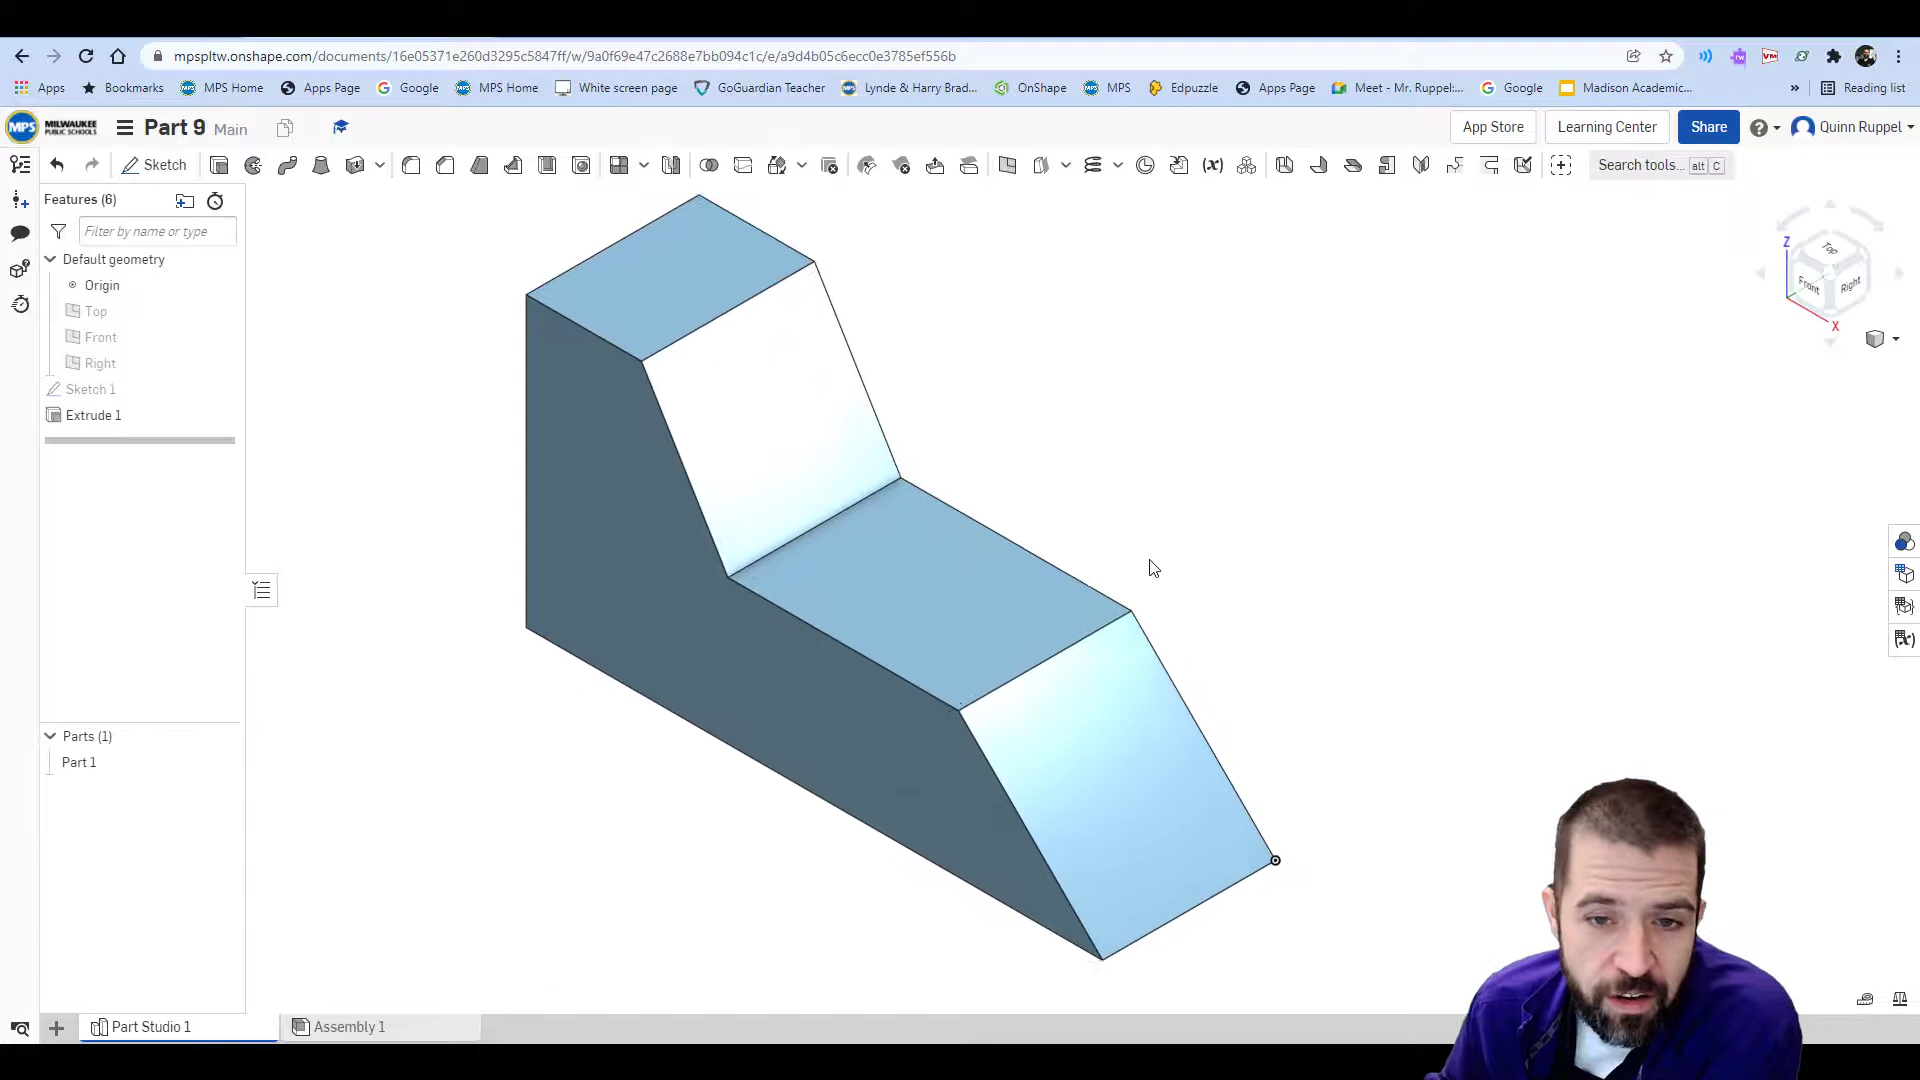 mpspltw.onshape.com/documents/16e05371e260d3295c5847ff/w/9a0f69e47c2688e7bb094c1c/e/a9d4b05c6ecc0e3785ef556b
Apps Bookmarks MPS Home Apps Page Google MPS Home White screen page GoGuardian Teacher Lynde & Harry Brad... OnShape MPS Edpuzzle Apps Page Meet - Mr. Ruppel:... Google Madison Academic... » Reading list
MPS MILWAUKEE PUBLIC SCHOOLS Part 9 Main App Store Learning Center Share Quinn Ruppel
Sketch Search tools... alt C
Features (6)
Filter by name or type
Default geometry
Origin
Top
Front
Right
Sketch 1
Extrude 1
Parts (1)
Part 1
Z
Top
Front Right
X
Part Studio 1 Assembly 1